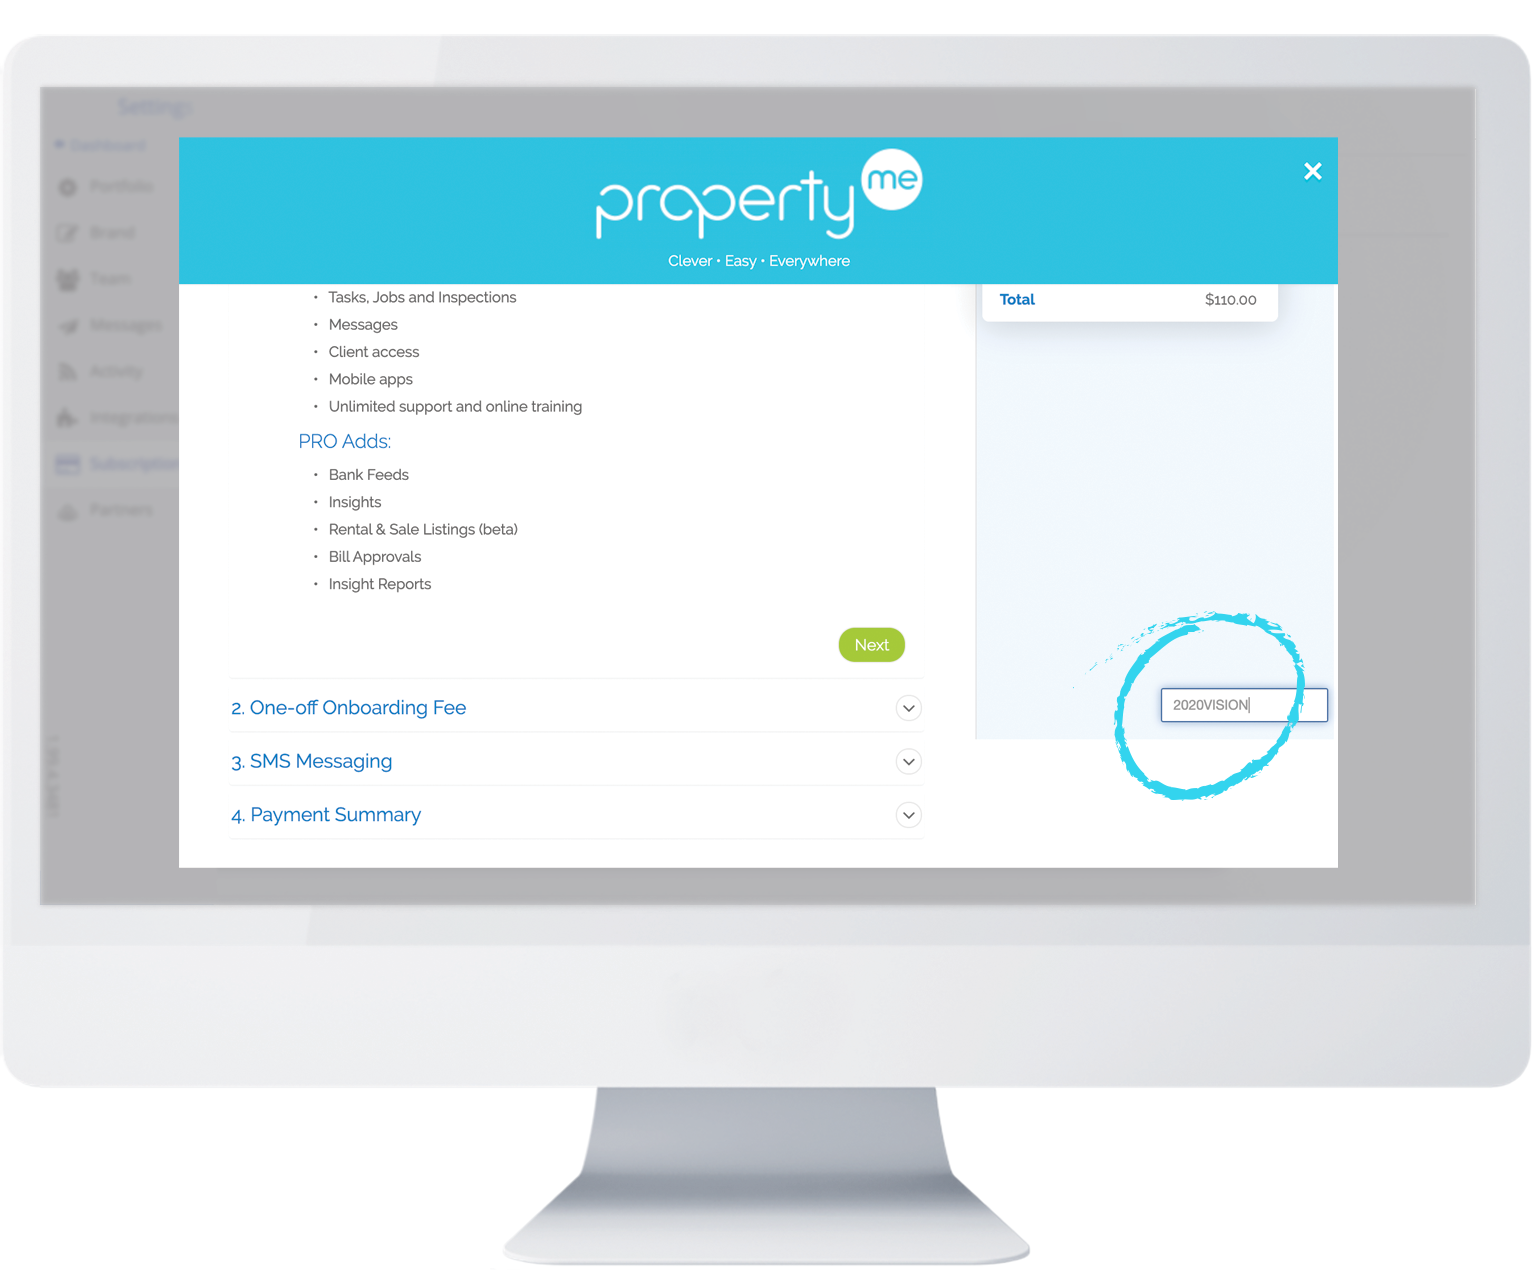 Settings
Dashboard
Portfolio
Brand
Team
Messages
Activity
Integrations
Subscription
Partners
property me
Clever • Easy • Everywhere
• Tasks, Jobs and Inspections
• Messages
• Client access
• Mobile apps
• Unlimited support and online training
PRO Adds:
• Bank Feeds
• Insights
• Rental & Sale Listings (beta)
• Bill Approvals
• Insight Reports
Next
2. One-off Onboarding Fee
3. SMS Messaging
4. Payment Summary
Total $110.00
2020VISION